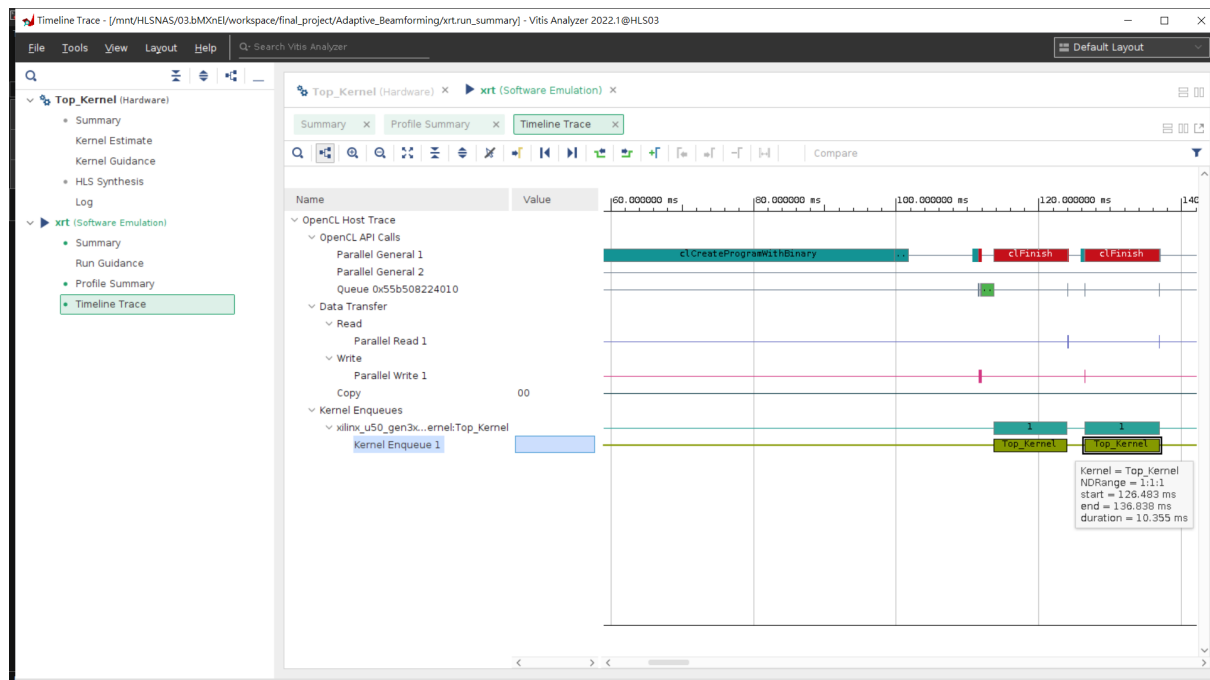 Timeline Trace - [/mnt/HLSNAS/03.bMXnEl/workspace/final_project/Adaptive_Beamforming/xrt.run_summary] - Vitis Analyzer 2022.1@HLS03
File Tools View Layout Help Q- Search Vitis Analyzer Default Layout
Top_Kernel (Hardware)
Summary
Kernel Estimate
Kernel Guidance
HLS Synthesis
Log
xrt (Software Emulation)
Summary
Run Guidance
Profile Summary
Timeline Trace
Top_Kernel (Hardware) xrt (Software Emulation)
Summary Profile Summary Timeline Trace
Compare
Name Value 60.000000 ms 80.000000 ms 100.000000 ms 120.000000 ms 140
OpenCL Host Trace
OpenCL API Calls
Parallel General 1 clCreateProgramWithBinary .. clFinish clFinish
Parallel General 2
Queue 0x55b508224010 ..
Data Transfer
Read
Parallel Read 1
Write
Parallel Write 1
Copy 00
Kernel Enqueues
xilinx_u50_gen3x...ernel:Top_Kernel 1 1
Kernel Enqueue 1 Top_Kernel Top_Kernel
Kernel = Top_Kernel
NDRange = 1:1:1
start = 126.483 ms
end = 136.838 ms
duration = 10.355 ms